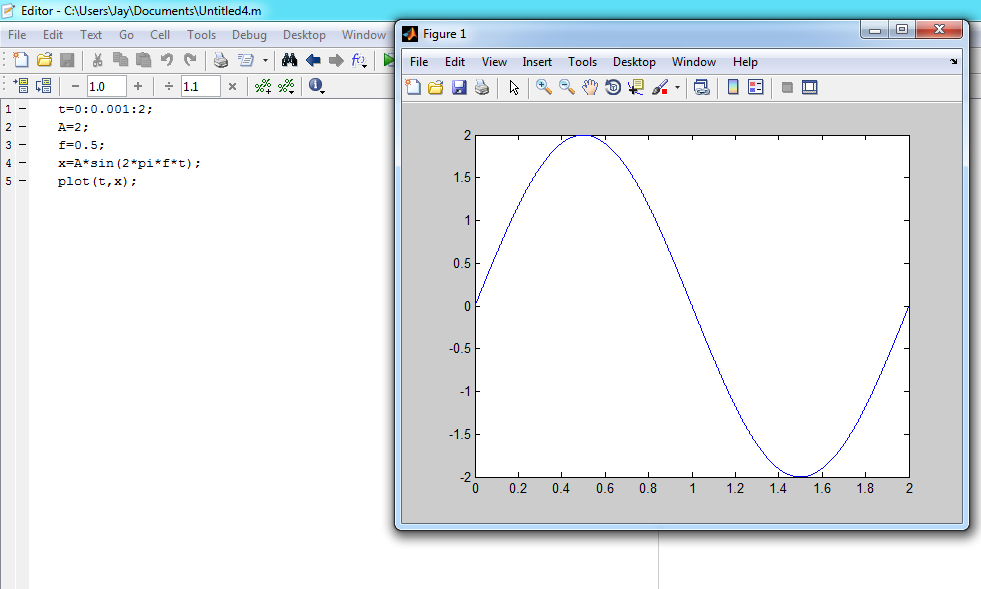 Editor - C:\Users\Jay\Documents\Untitled4.m
File Edit Text Go Cell Tools Debug Desktop Window
− 1.0 + ÷ 1.1 ×
1 − t=0:0.001:2;
2 − A=2;
3 − f=0.5;
4 − x=A*sin(2*pi*f*t);
5 − plot(t,x);
Figure 1
File Edit View Insert Tools Desktop Window Help
2
1.5
1
0.5
0
-0.5
-1
-1.5
-2
0 0.2 0.4 0.6 0.8 1 1.2 1.4 1.6 1.8 2